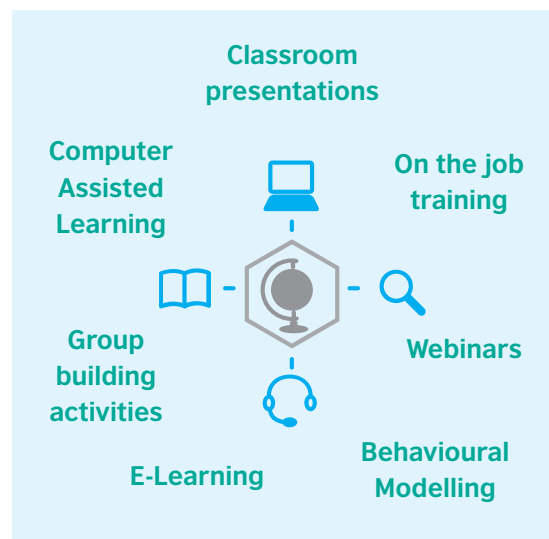 Classroom
presentations
Computer
Assisted
Learning
On the job
training
Group
building
activities
Webinars
E-Learning
Behavioural
Modelling